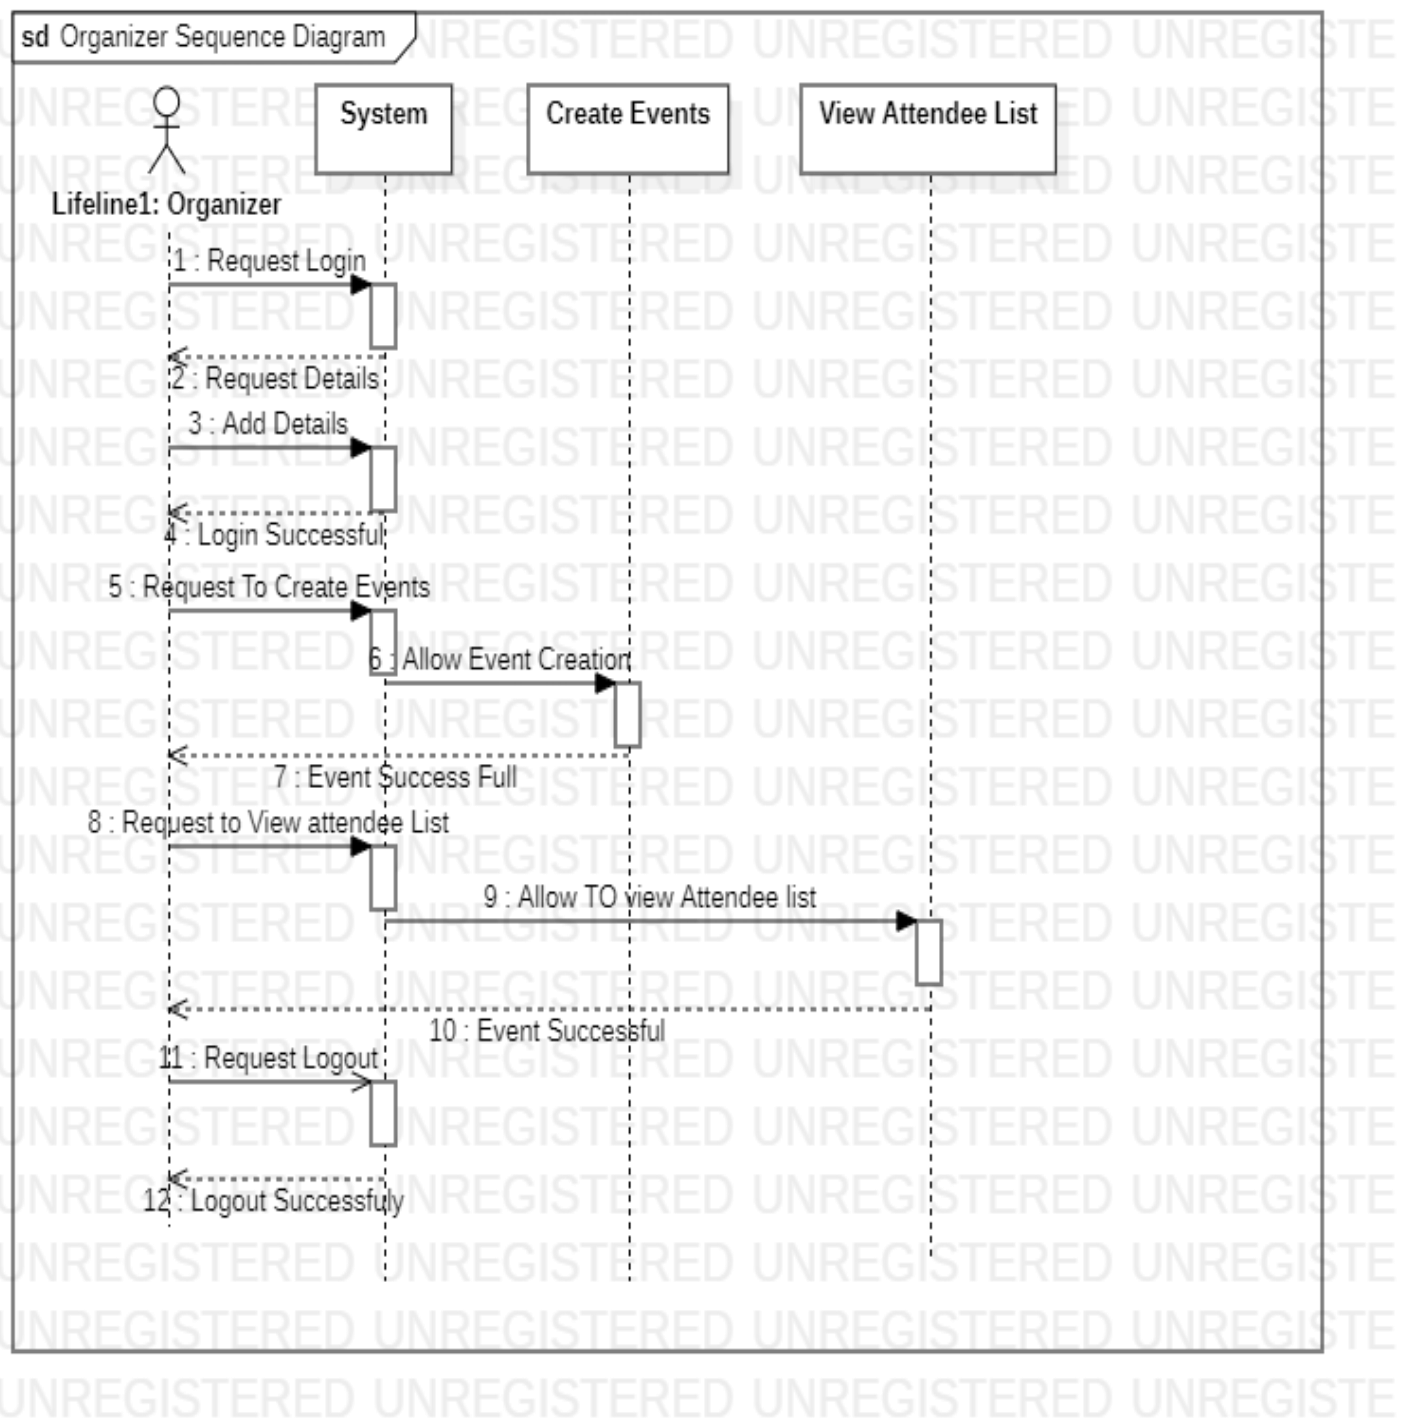 sd Organizer Sequence Diagram
System
Create Events
View Attendee List
Lifeline1: Organizer
1 : Request Login
2 : Request Details
3 : Add Details
4 : Login Successful
5 : Request To Create Events
6 : Allow Event Creation
7 : Event Success Full
8 : Request to View attendee List
9 : Allow TO view Attendee list
10 : Event Successful
11 : Request Logout
12 : Logout Successfuly
UNREGISTERED